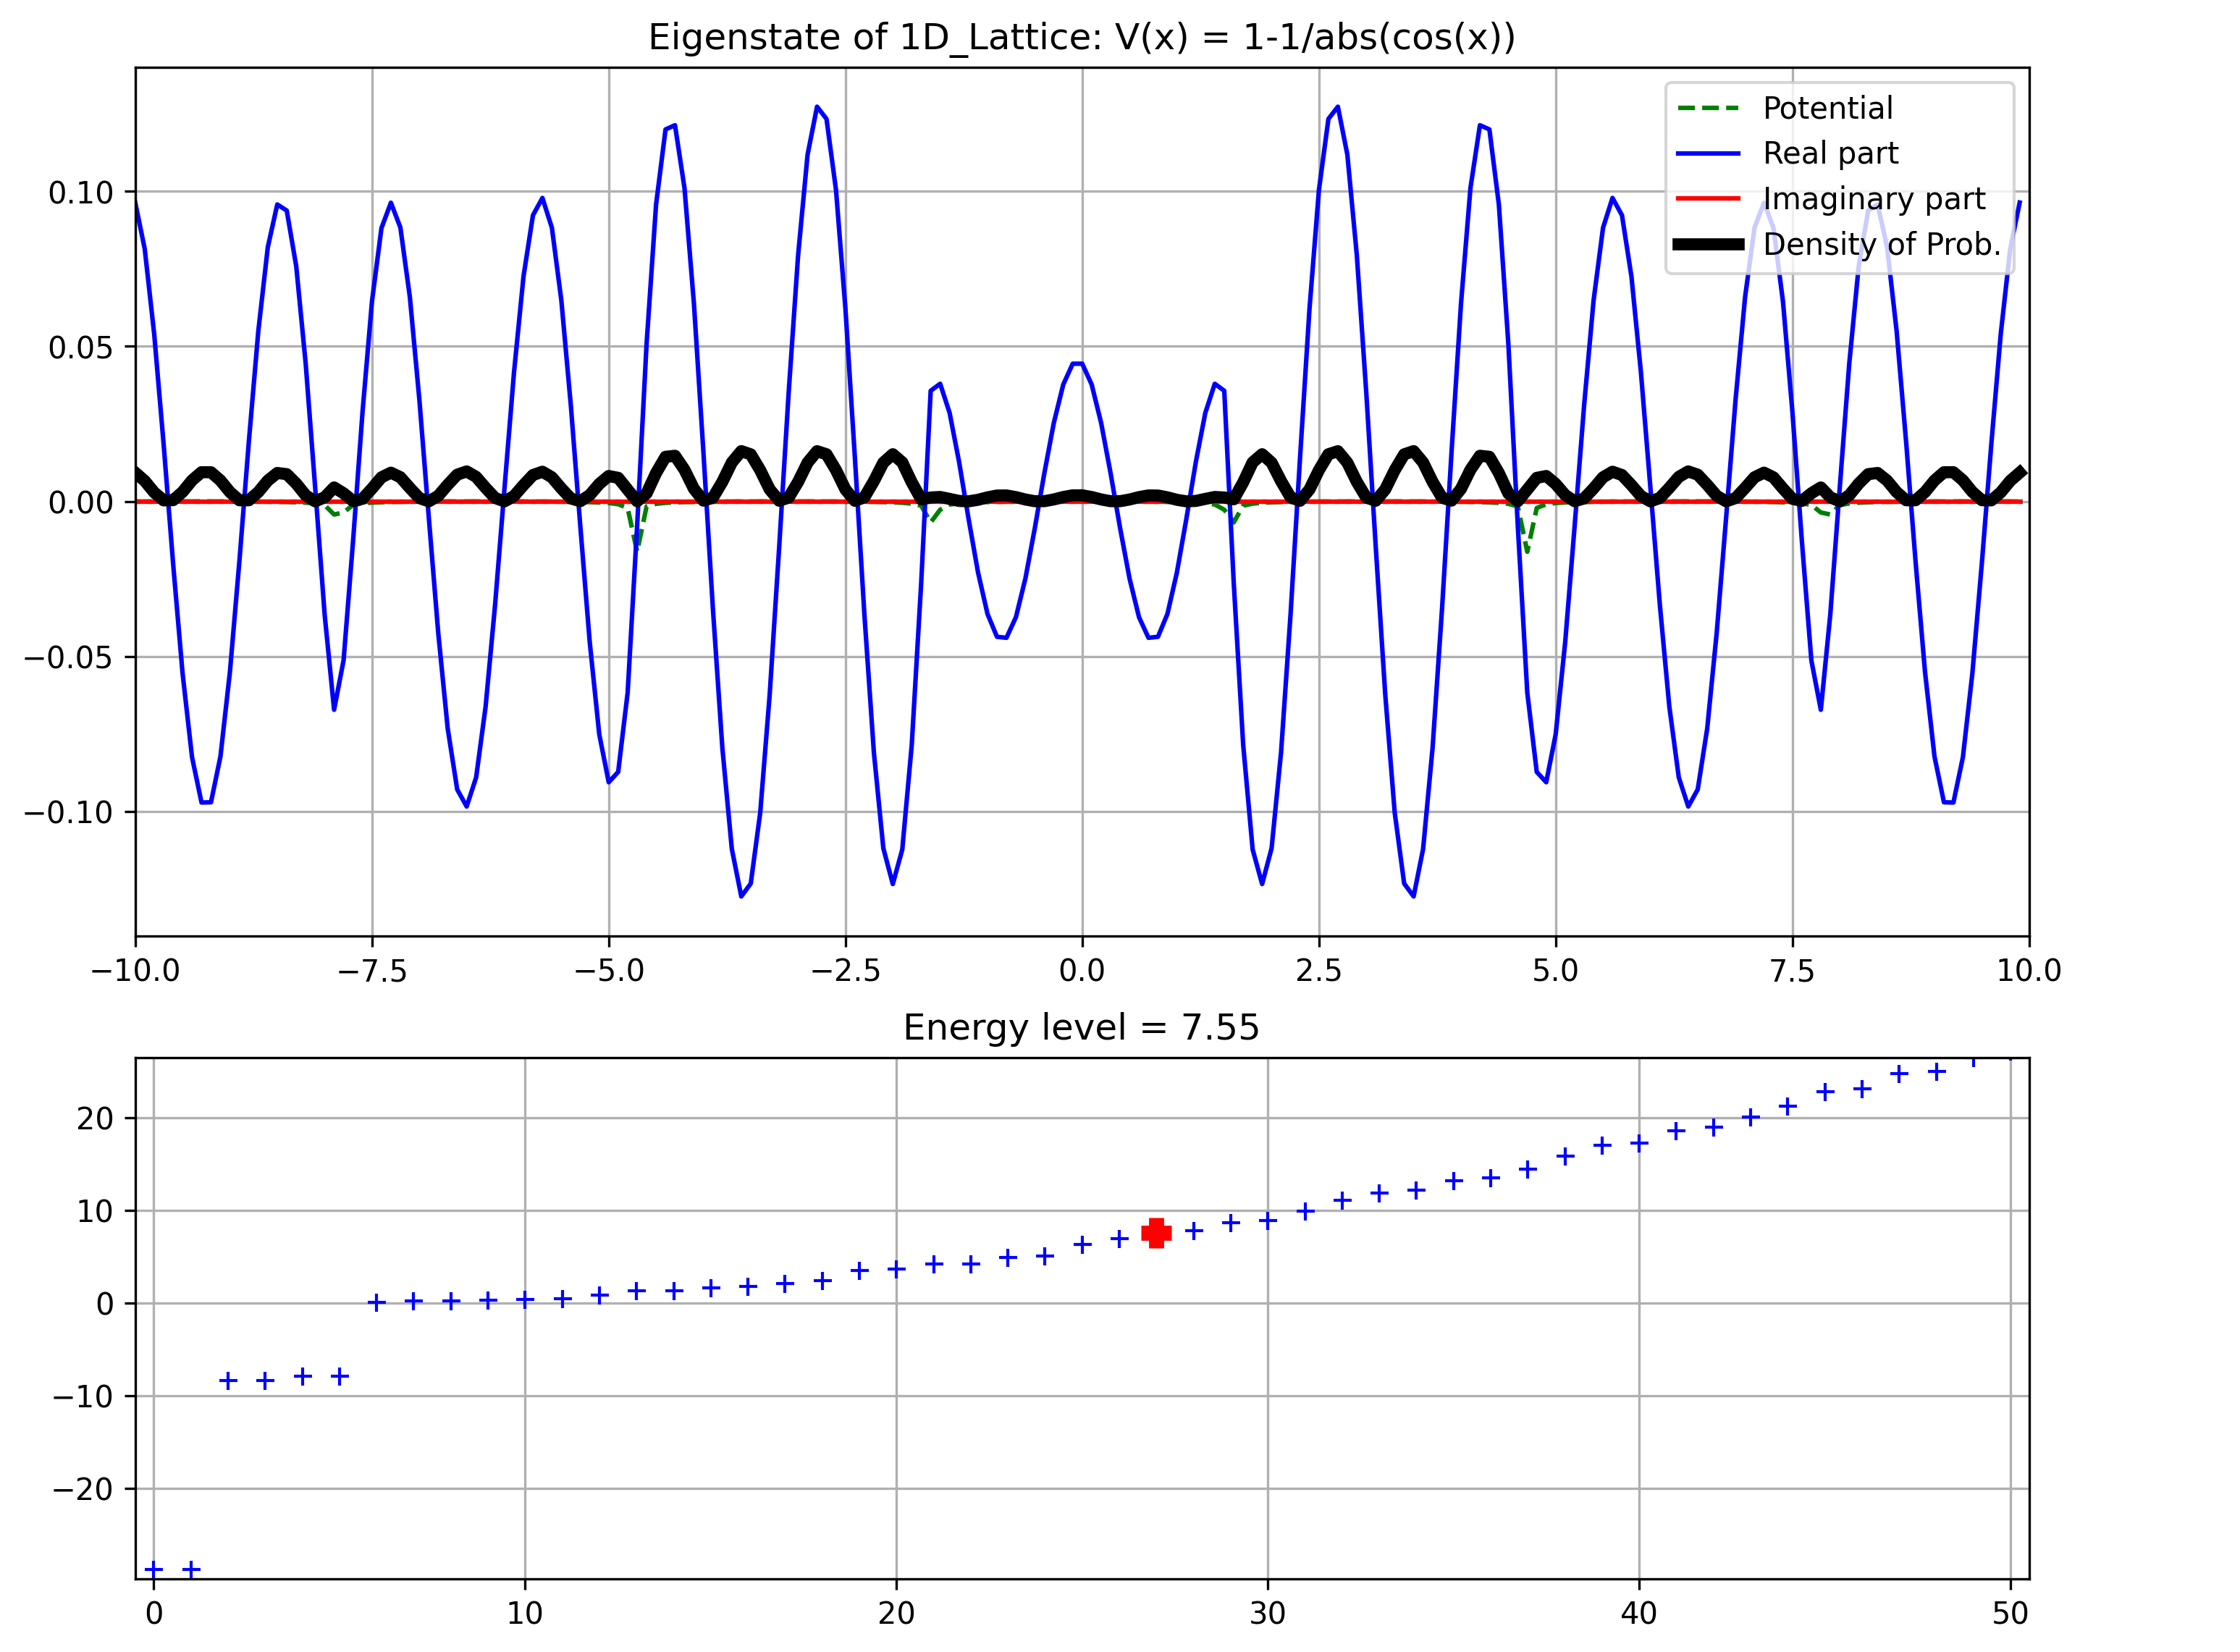 Eigenstate of 1D_Lattice: V(x) = 1-1/abs(cos(x))
Potential
Real part
Imaginary part
Density of Prob.
0.10
0.05
0.00
−0.05
−0.10
−10.0 −7.5 −5.0 −2.5 0.0 2.5 5.0 7.5 10.0
Energy level = 7.55
20
10
0
−10
−20
0 10 20 30 40 50